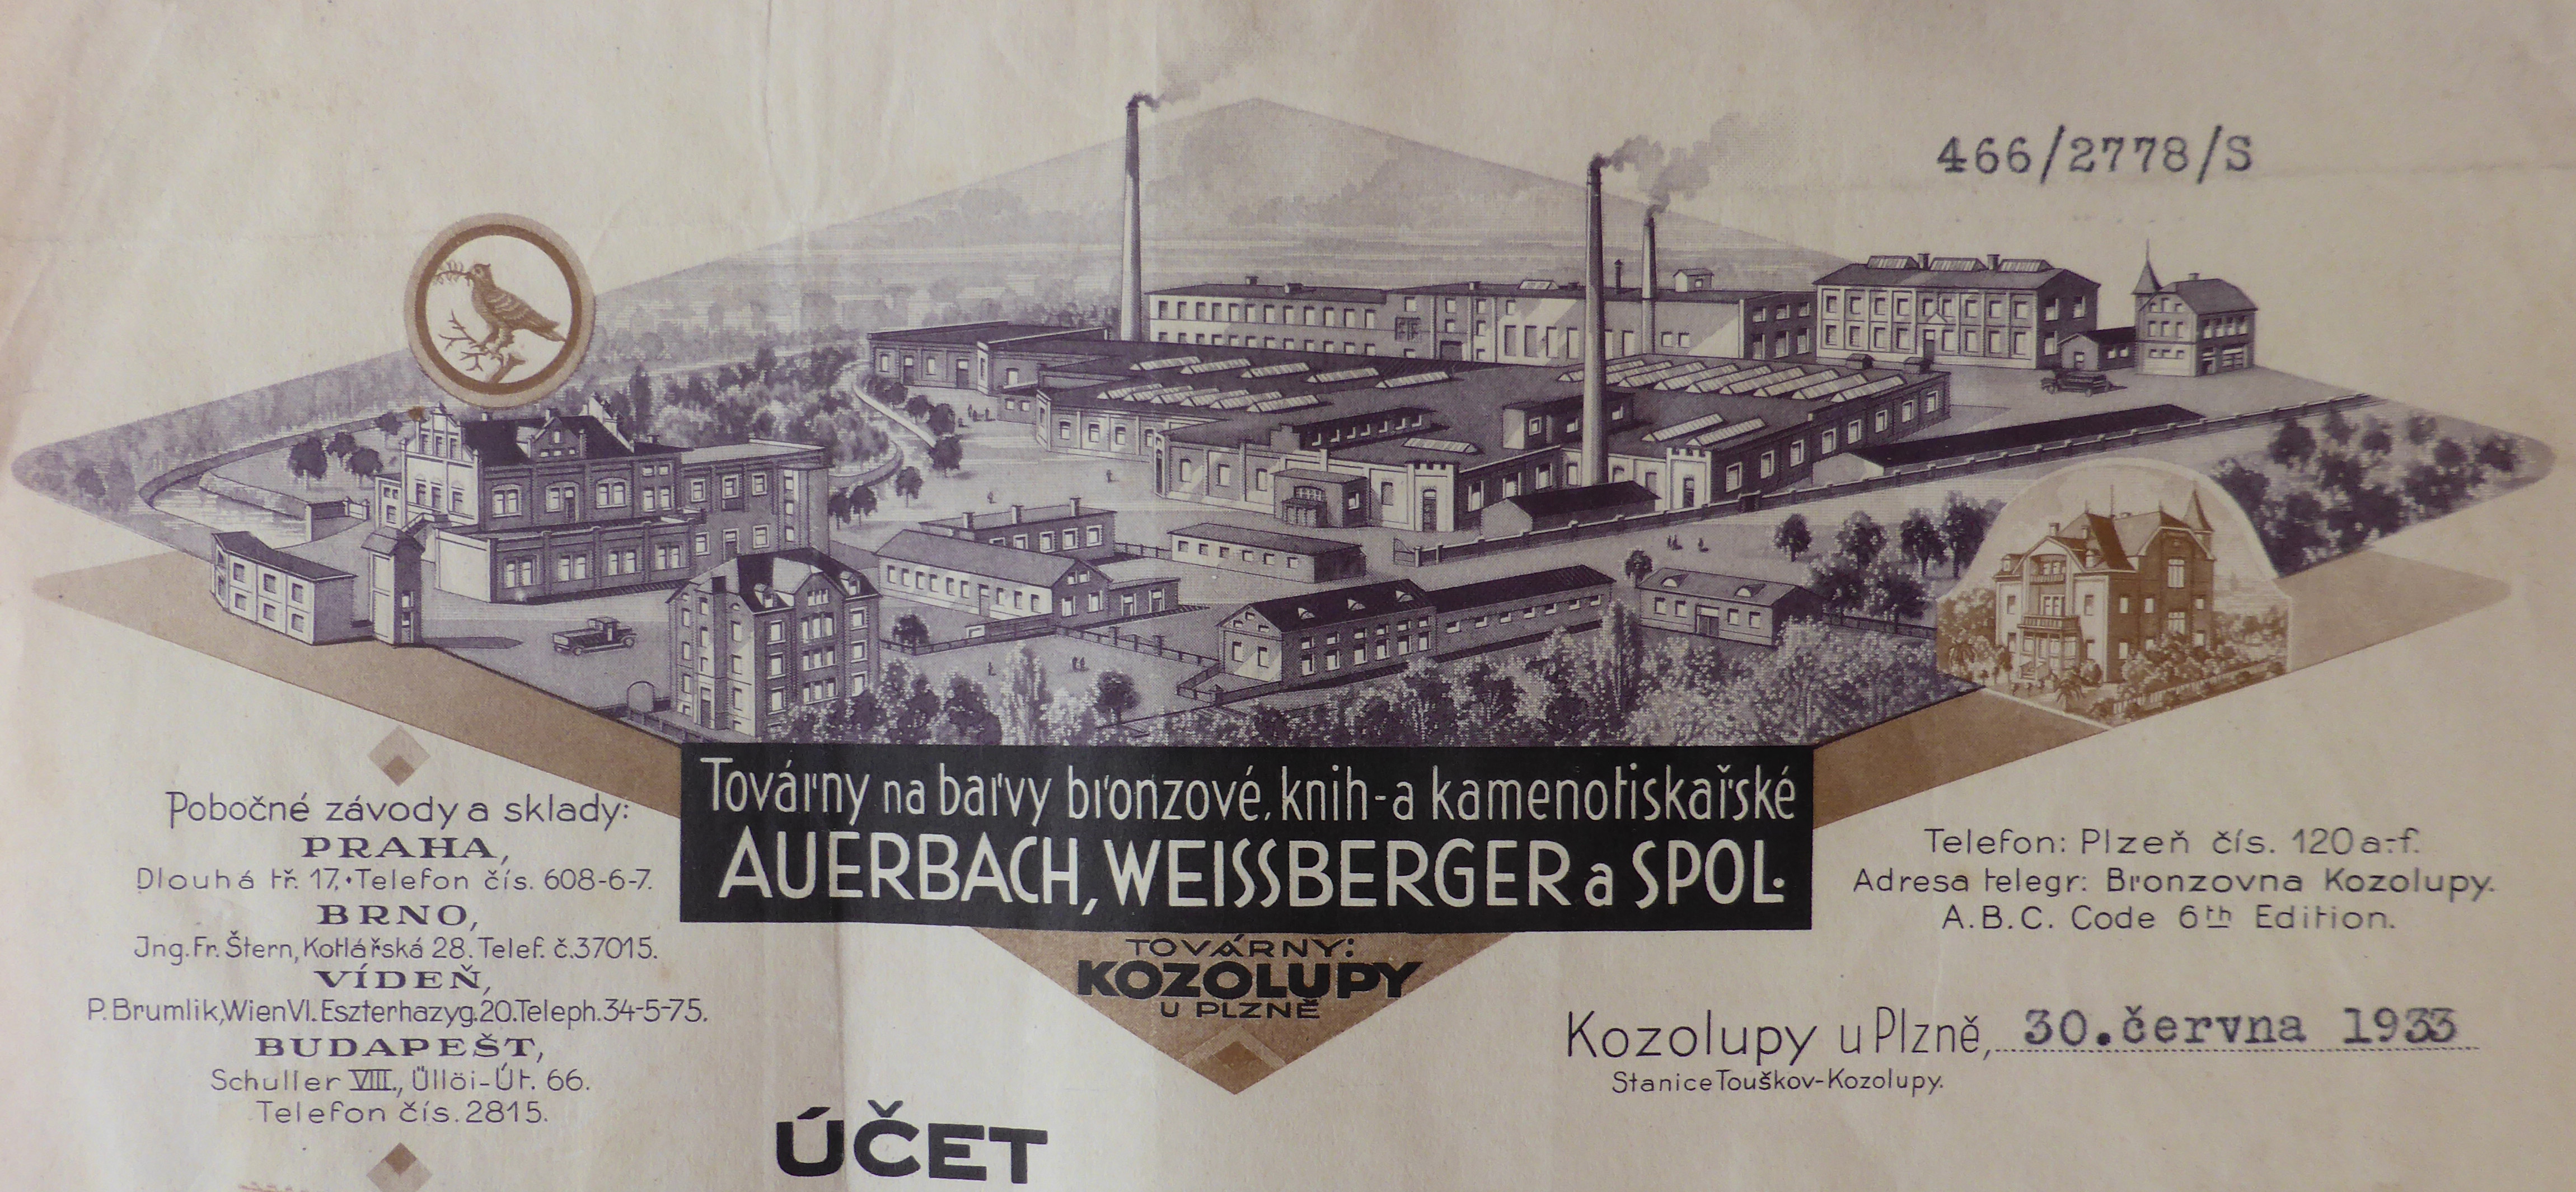 466/2778/S
Továrny na barvy bronzové, knih-a kamenotiskařské
AUERBACH, WEISSBERGER a SPOL.
TOVÁRNY:
KOZOLUPY
U PLZNĚ
Pobočné závody a sklady:
PRAHA,
Dlouhá tř. 17.•Telefon čís. 608-6-7.
BRNO,
Jng. Fr. Štern, Kotlářská 28. Telef. č. 37015.
VÍDEŇ,
P. Brumlik, Wien VI. Eszterhazyg. 20. Teleph. 34-5-75.
BUDAPEŠT,
Schuller VIII., Üllöi-Út. 66.
Telefon čís. 2815.
Telefon: Plzeň čís. 120 a-f.
Adresa telegr: Bronzovna Kozolupy.
A.B.C. Code 6th Edition.
Kozolupy u Plzně, 30. června 1933
Stanice Touškov-Kozolupy.
ÚČET